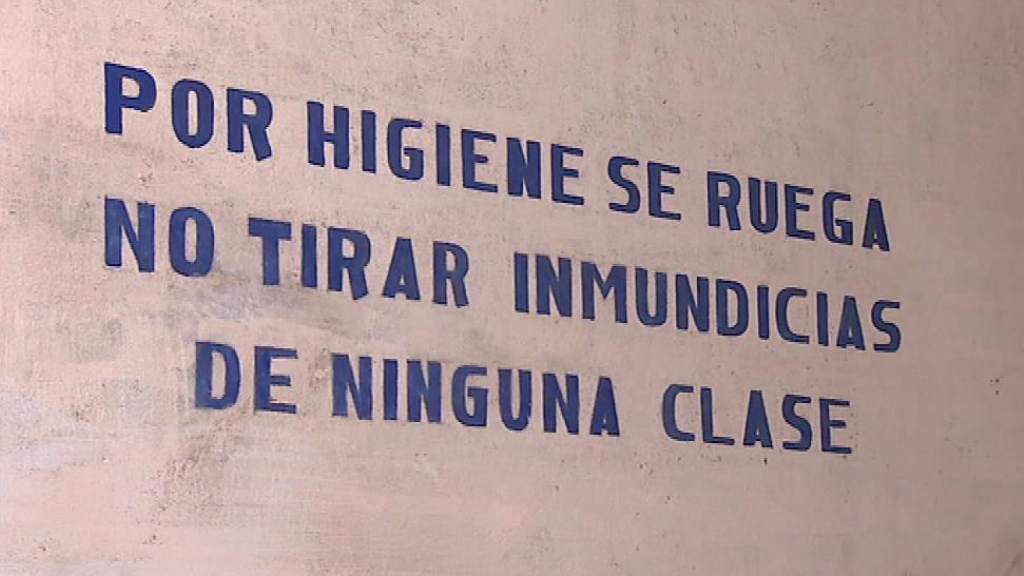 POR HIGIENE SE RUEGA
NO TIRAR INMUNDICIAS
DE NINGUNA CLASE